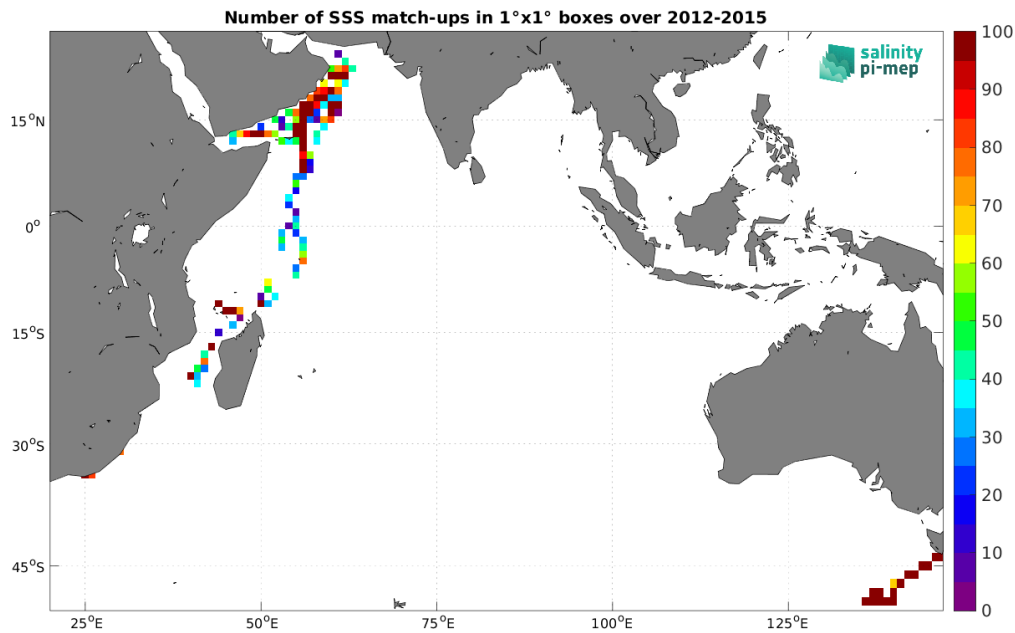 Number of SSS match-ups in 1°x1° boxes over 2012-2015
salinity
pi-mep
15°N
0°
15°S
30°S
45°S
25°E
50°E
75°E
100°E
125°E
100
90
80
70
60
50
40
30
20
10
0